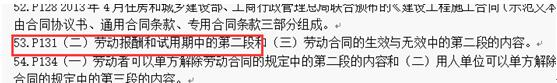 52.P128 2013年4月住房和城乡建设部、工商行政管理总局联合颁布的《建设工程施工合同（示范文本
由合同协议书、通用合同条款、专用合同条款三部分组成。
53.P131（二）劳动报酬和试用期中的第二段和（三）劳动合同的生效与无效中的第二段的内容。
54.P134（一）劳动者可以单方解除劳动合同的规定中的第二段内容和（二）用人单位可以单方解
合同的规定中的第三段的内容。